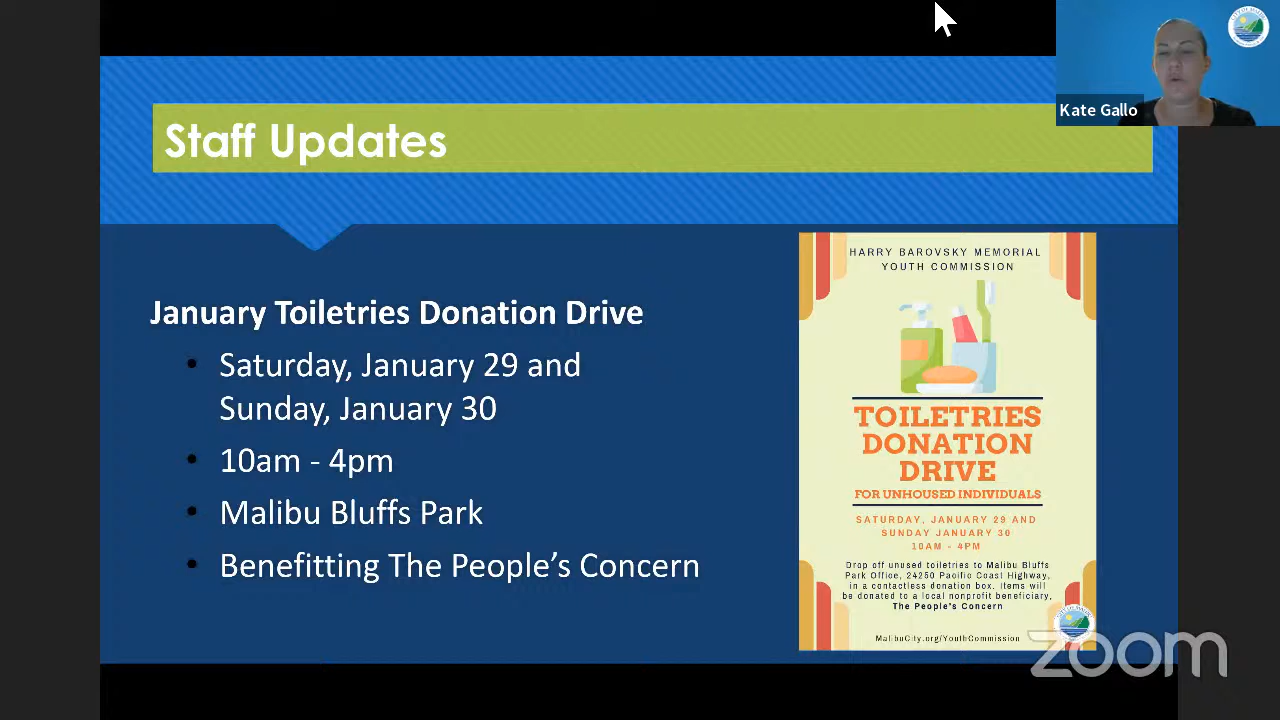 Kate Gallo
Staff Updates
January Toiletries Donation Drive
• Saturday, January 29 and
Sunday, January 30
• 10am - 4pm
• Malibu Bluffs Park
• Benefitting The People's Concern
HARRY BAROVSKY MEMORIAL
YOUTH COMMISSION
TOILETRIES
DONATION
DRIVE
FOR UNHOUSED INDIVIDUALS
SATURDAY, JANUARY 29 AND
SUNDAY JANUARY 30
10AM - 4PM
Drop off unused toiletries to Malibu Bluffs
Park Office, 24250 Pacific Coast Highway,
in a contactless donation box. Items will
be donated to a local nonprofit beneficiary,
The People's Concern
MalibuCity.org/YouthCommission
zoom